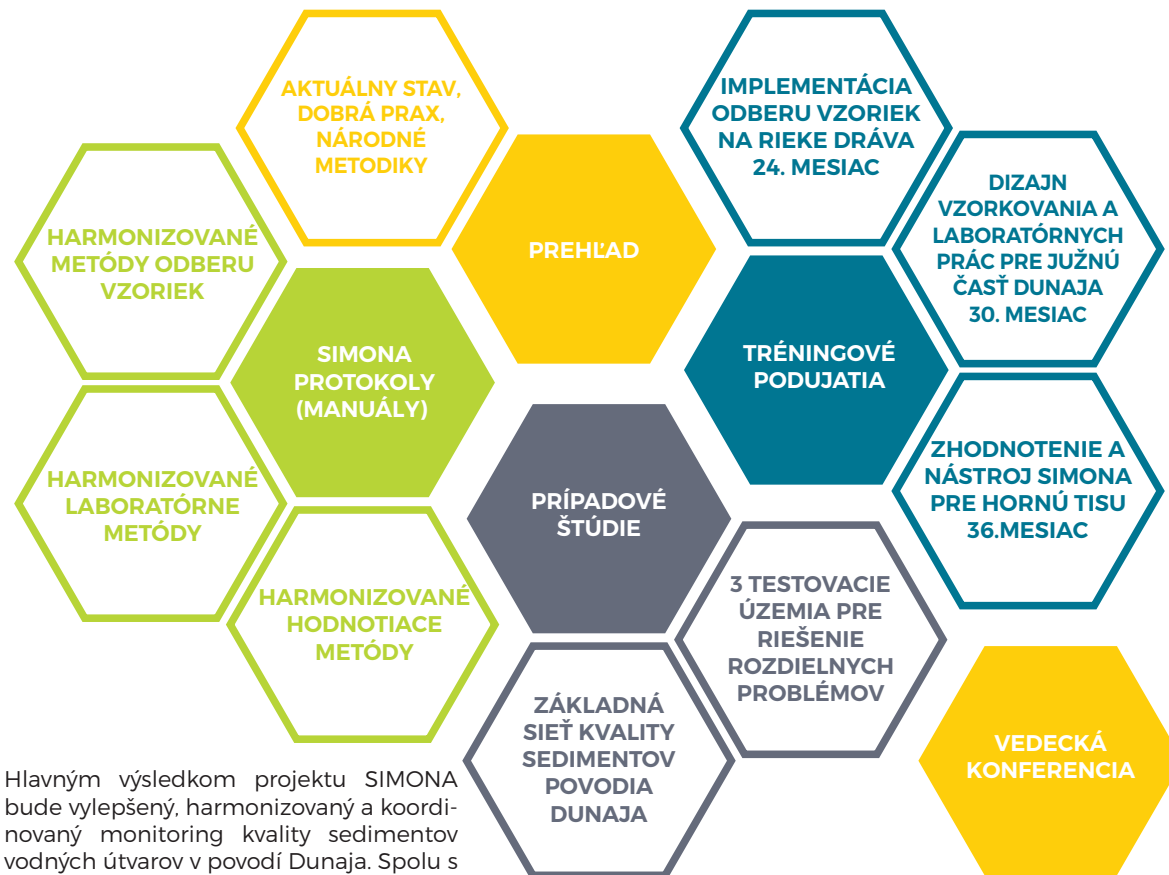 AKTUÁLNY STAV,
DOBRÁ PRAX,
NÁRODNÉ
METODIKY
PREHĽAD
IMPLEMENTÁCIA
ODBERU VZORIEK
NA RIEKE DRÁVA
24. MESIAC
DIZAJN
VZORKOVANIA A
LABORATÓRNYCH
PRÁC PRE JUŽNÚ
ČASŤ DUNAJA
30. MESIAC
HARMONIZOVANÉ
METÓDY ODBERU
VZORIEK
SIMONA
PROTOKOLY
(MANUÁLY)
TRÉNINGOVÉ
PODUJATIA
HARMONIZOVANÉ
LABORATÓRNE
METÓDY
PRÍPADOVÉ
ŠTÚDIE
ZHODNOTENIE A
NÁSTROJ SIMONA
PRE HORNÚ TISU
36.MESIAC
HARMONIZOVANÉ
HODNOTIACE
METÓDY
3 TESTOVACIE
ÚZEMIA PRE
RIEŠENIE
ROZDIELNYCH
PROBLÉMOV
ZÁKLADNÁ
SIEŤ KVALITY
SEDIMENTOV
POVODIA
DUNAJA
VEDECKÁ
KONFERENCIA
Hlavným výsledkom projektu SIMONA
bude vylepšený, harmonizovaný a koordi-
novaný monitoring kvality sedimentov
vodných útvarov v povodí Dunaja. Spolu s